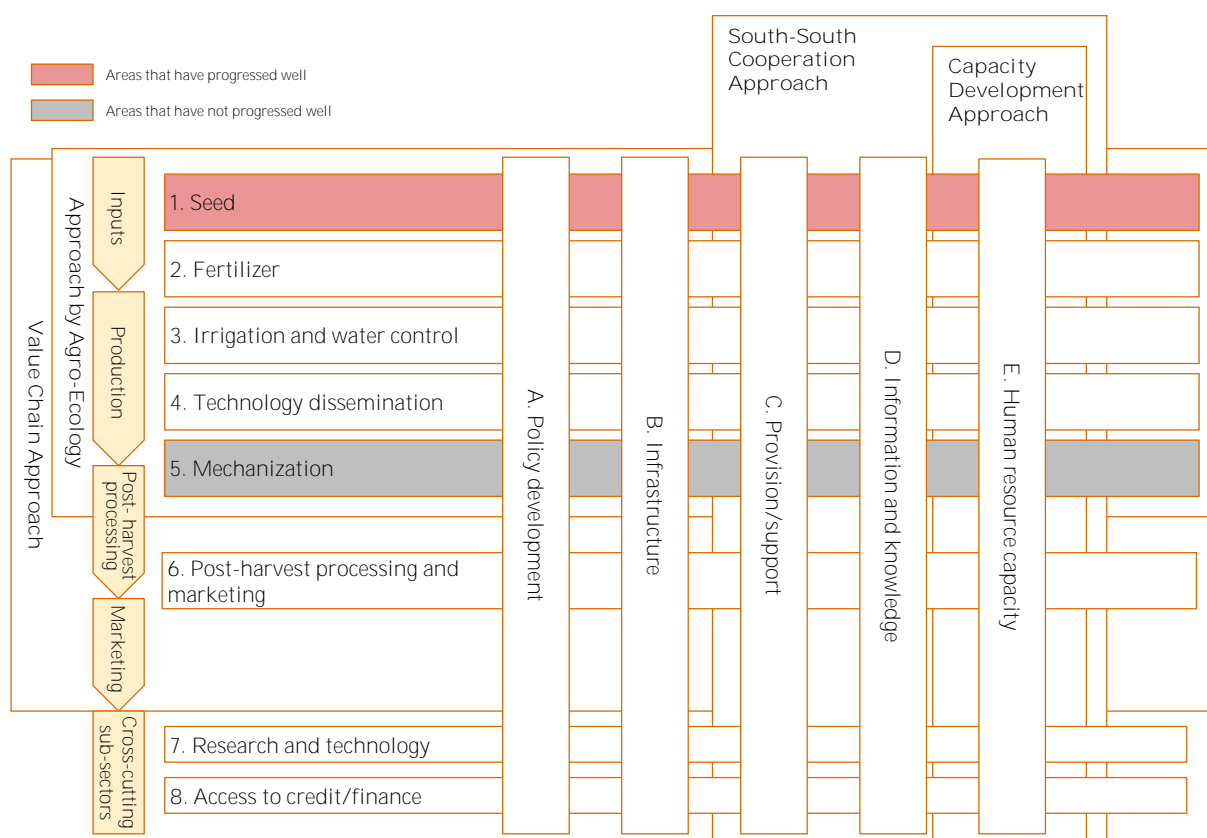 South-South
Cooperation
Approach
Capacity
Development
Approach
Areas that have progressed well
Areas that have not progressed well
Value Chain Approach
Approach by Agro-Ecology
Inputs
Production
Post- harvest
processing
Marketing
Cross-cutting
sub-sectors
1. Seed
2. Fertilizer
3. Irrigation and water control
4. Technology dissemination
5. Mechanization
6. Post-harvest processing and
marketing
7. Research and technology
8. Access to credit/finance
A. Policy development
B. Infrastructure
C. Provision/support
D. Information and knowledge
E. Human resource capacity